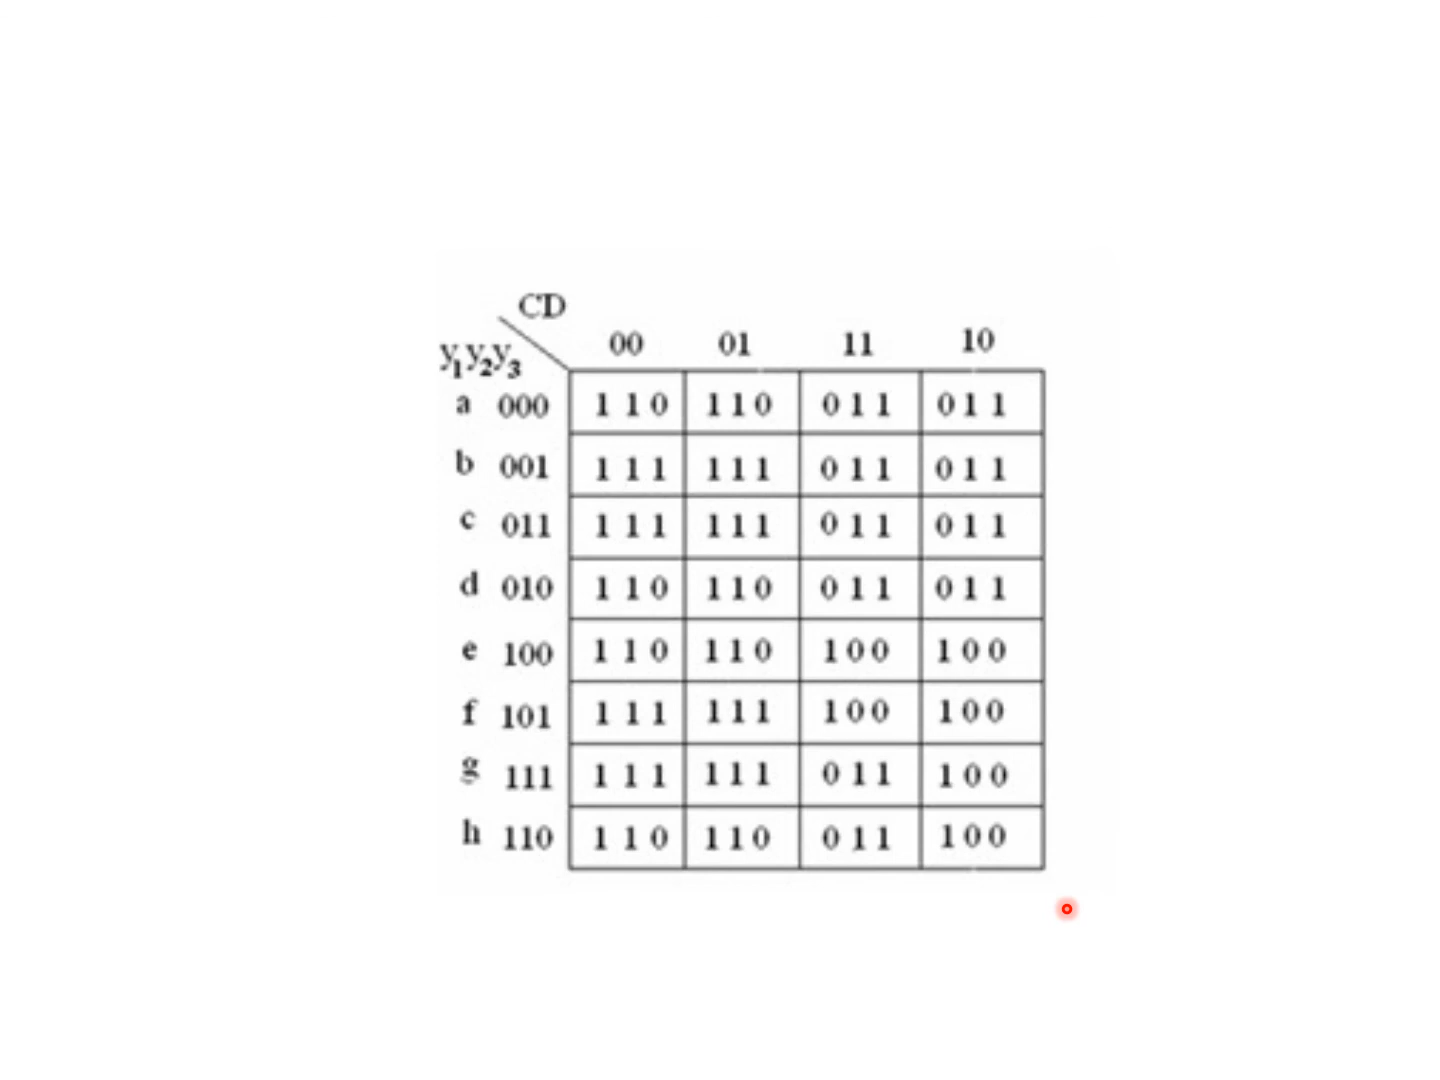 CD
00 01 11 10
y1y2y3
a 000 1 1 0 1 1 0 0 1 1 0 1 1
b 001 1 1 1 1 1 1 0 1 1 0 1 1
c 011 1 1 1 1 1 1 0 1 1 0 1 1
d 010 1 1 0 1 1 0 0 1 1 0 1 1
e 100 1 1 0 1 1 0 1 0 0 1 0 0
f 101 1 1 1 1 1 1 1 0 0 1 0 0
g 111 1 1 1 1 1 1 0 1 1 1 0 0
h 110 1 1 0 1 1 0 0 1 1 1 0 0